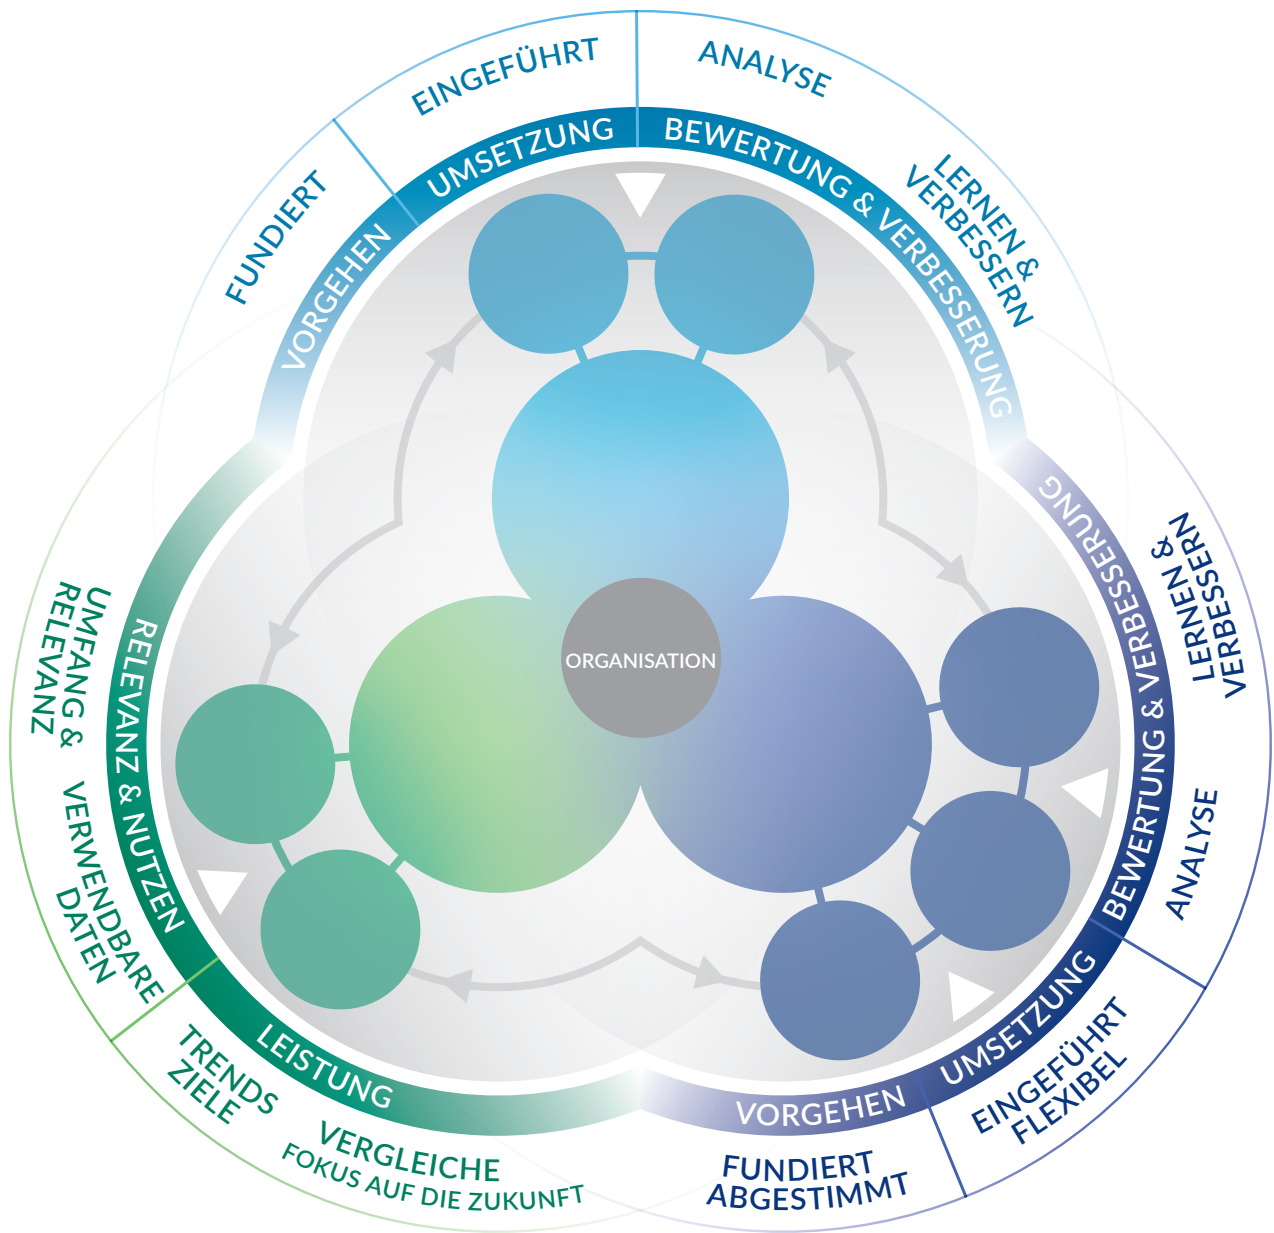 EINGEFÜHRT
ANALYSE
UMSETZUNG
BEWERTUNG & VERBESSERUNG
LERNEN &
VERBESSERN
FUNDIERT
VORGEHEN
ORGANISATION
UMFANG &
RELEVANZ
RELEVANZ & NUTZEN
VERWENDBARE
DATEN
LEISTUNG
TRENDS
ZIELE
VERGLEICHE
FOKUS AUF DIE ZUKUNFT
BEWERTUNG & VERBESSERUNG
LERNEN &
VERBESSERN
ANALYSE
UMSETZUNG
EINGEFÜHRT
FLEXIBEL
VORGEHEN
FUNDIERT
ABGESTIMMT